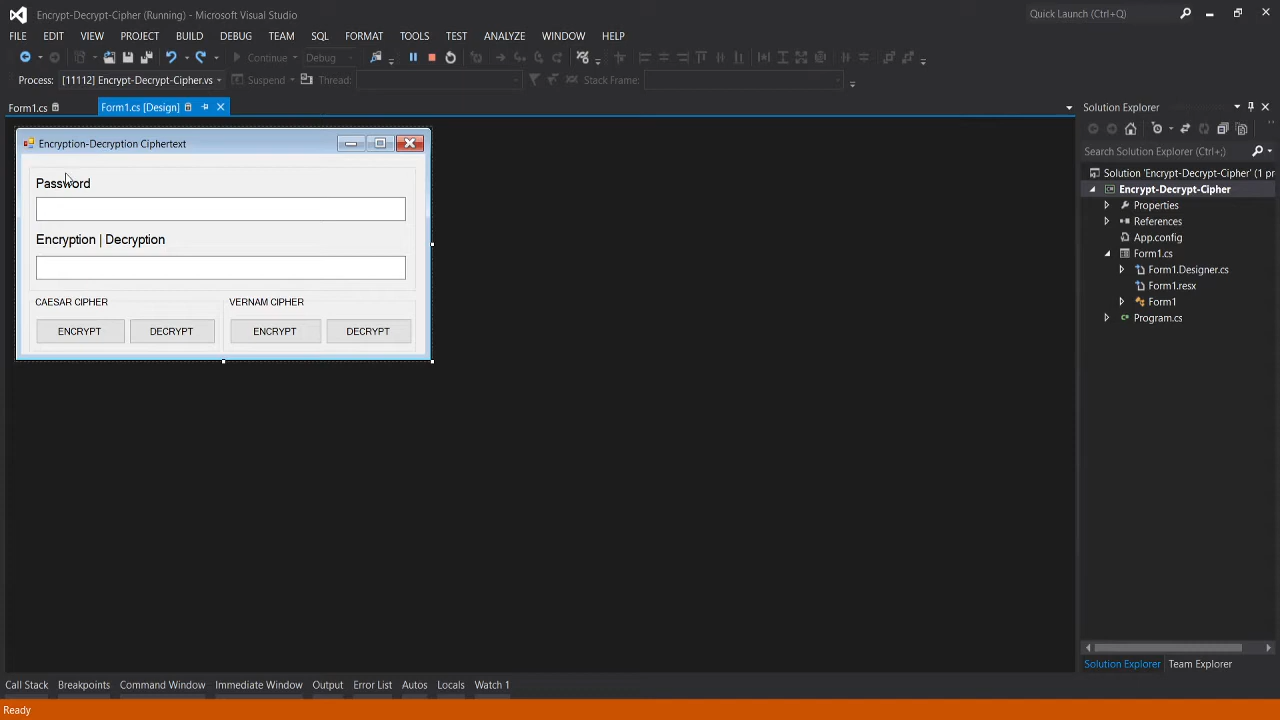 Encrypt-Decrypt-Cipher (Running) - Microsoft Visual Studio
Quick Launch (Ctrl+Q)
FILE EDIT VIEW PROJECT BUILD DEBUG TEAM SQL FORMAT TOOLS TEST ANALYZE WINDOW HELP
Continue Debug
Process: [11112] Encrypt-Decrypt-Cipher.vs Suspend Thread: Stack Frame:
Form1.cs Form1.cs [Design]
Encryption-Decryption Ciphertext
Password
Encryption | Decryption
CAESAR CIPHER VERNAM CIPHER
ENCRYPT DECRYPT ENCRYPT DECRYPT
Solution Explorer
Search Solution Explorer (Ctrl+;)
Solution 'Encrypt-Decrypt-Cipher' (1 pr
Encrypt-Decrypt-Cipher
Properties
References
App.config
Form1.cs
Form1.Designer.cs
Form1.resx
Form1
Program.cs
Solution Explorer Team Explorer
Call Stack Breakpoints Command Window Immediate Window Output Error List Autos Locals Watch 1
Ready